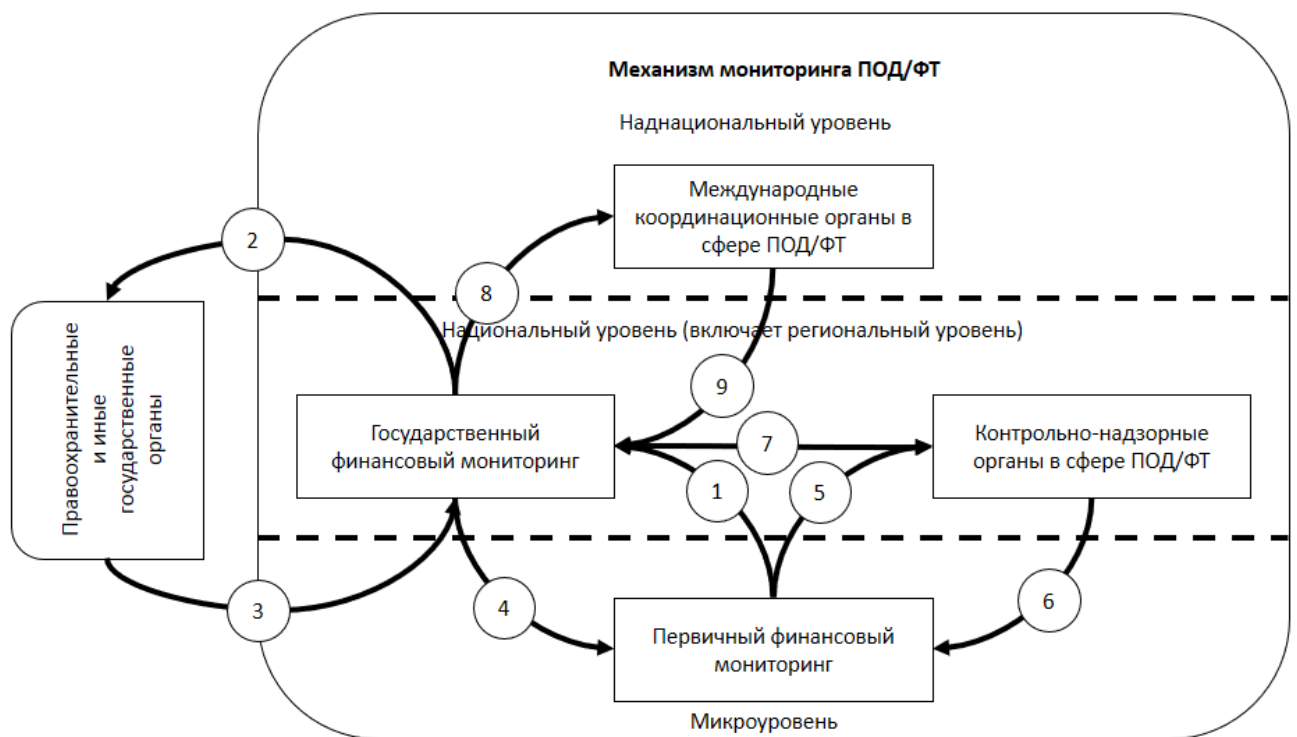 Механизм мониторинга ПОД/ФТ
Наднациональный уровень
Международные
координационные органы в
сфере ПОД/ФТ
2
8
Национальный уровень (включает региональный уровень)
Правоохранительные
и иные
государственные
органы
9
Государственный
финансовый мониторинг
7
Контрольно-надзорные
органы в сфере ПОД/ФТ
1
5
3
4
6
Первичный финансовый
мониторинг
Микроуровень